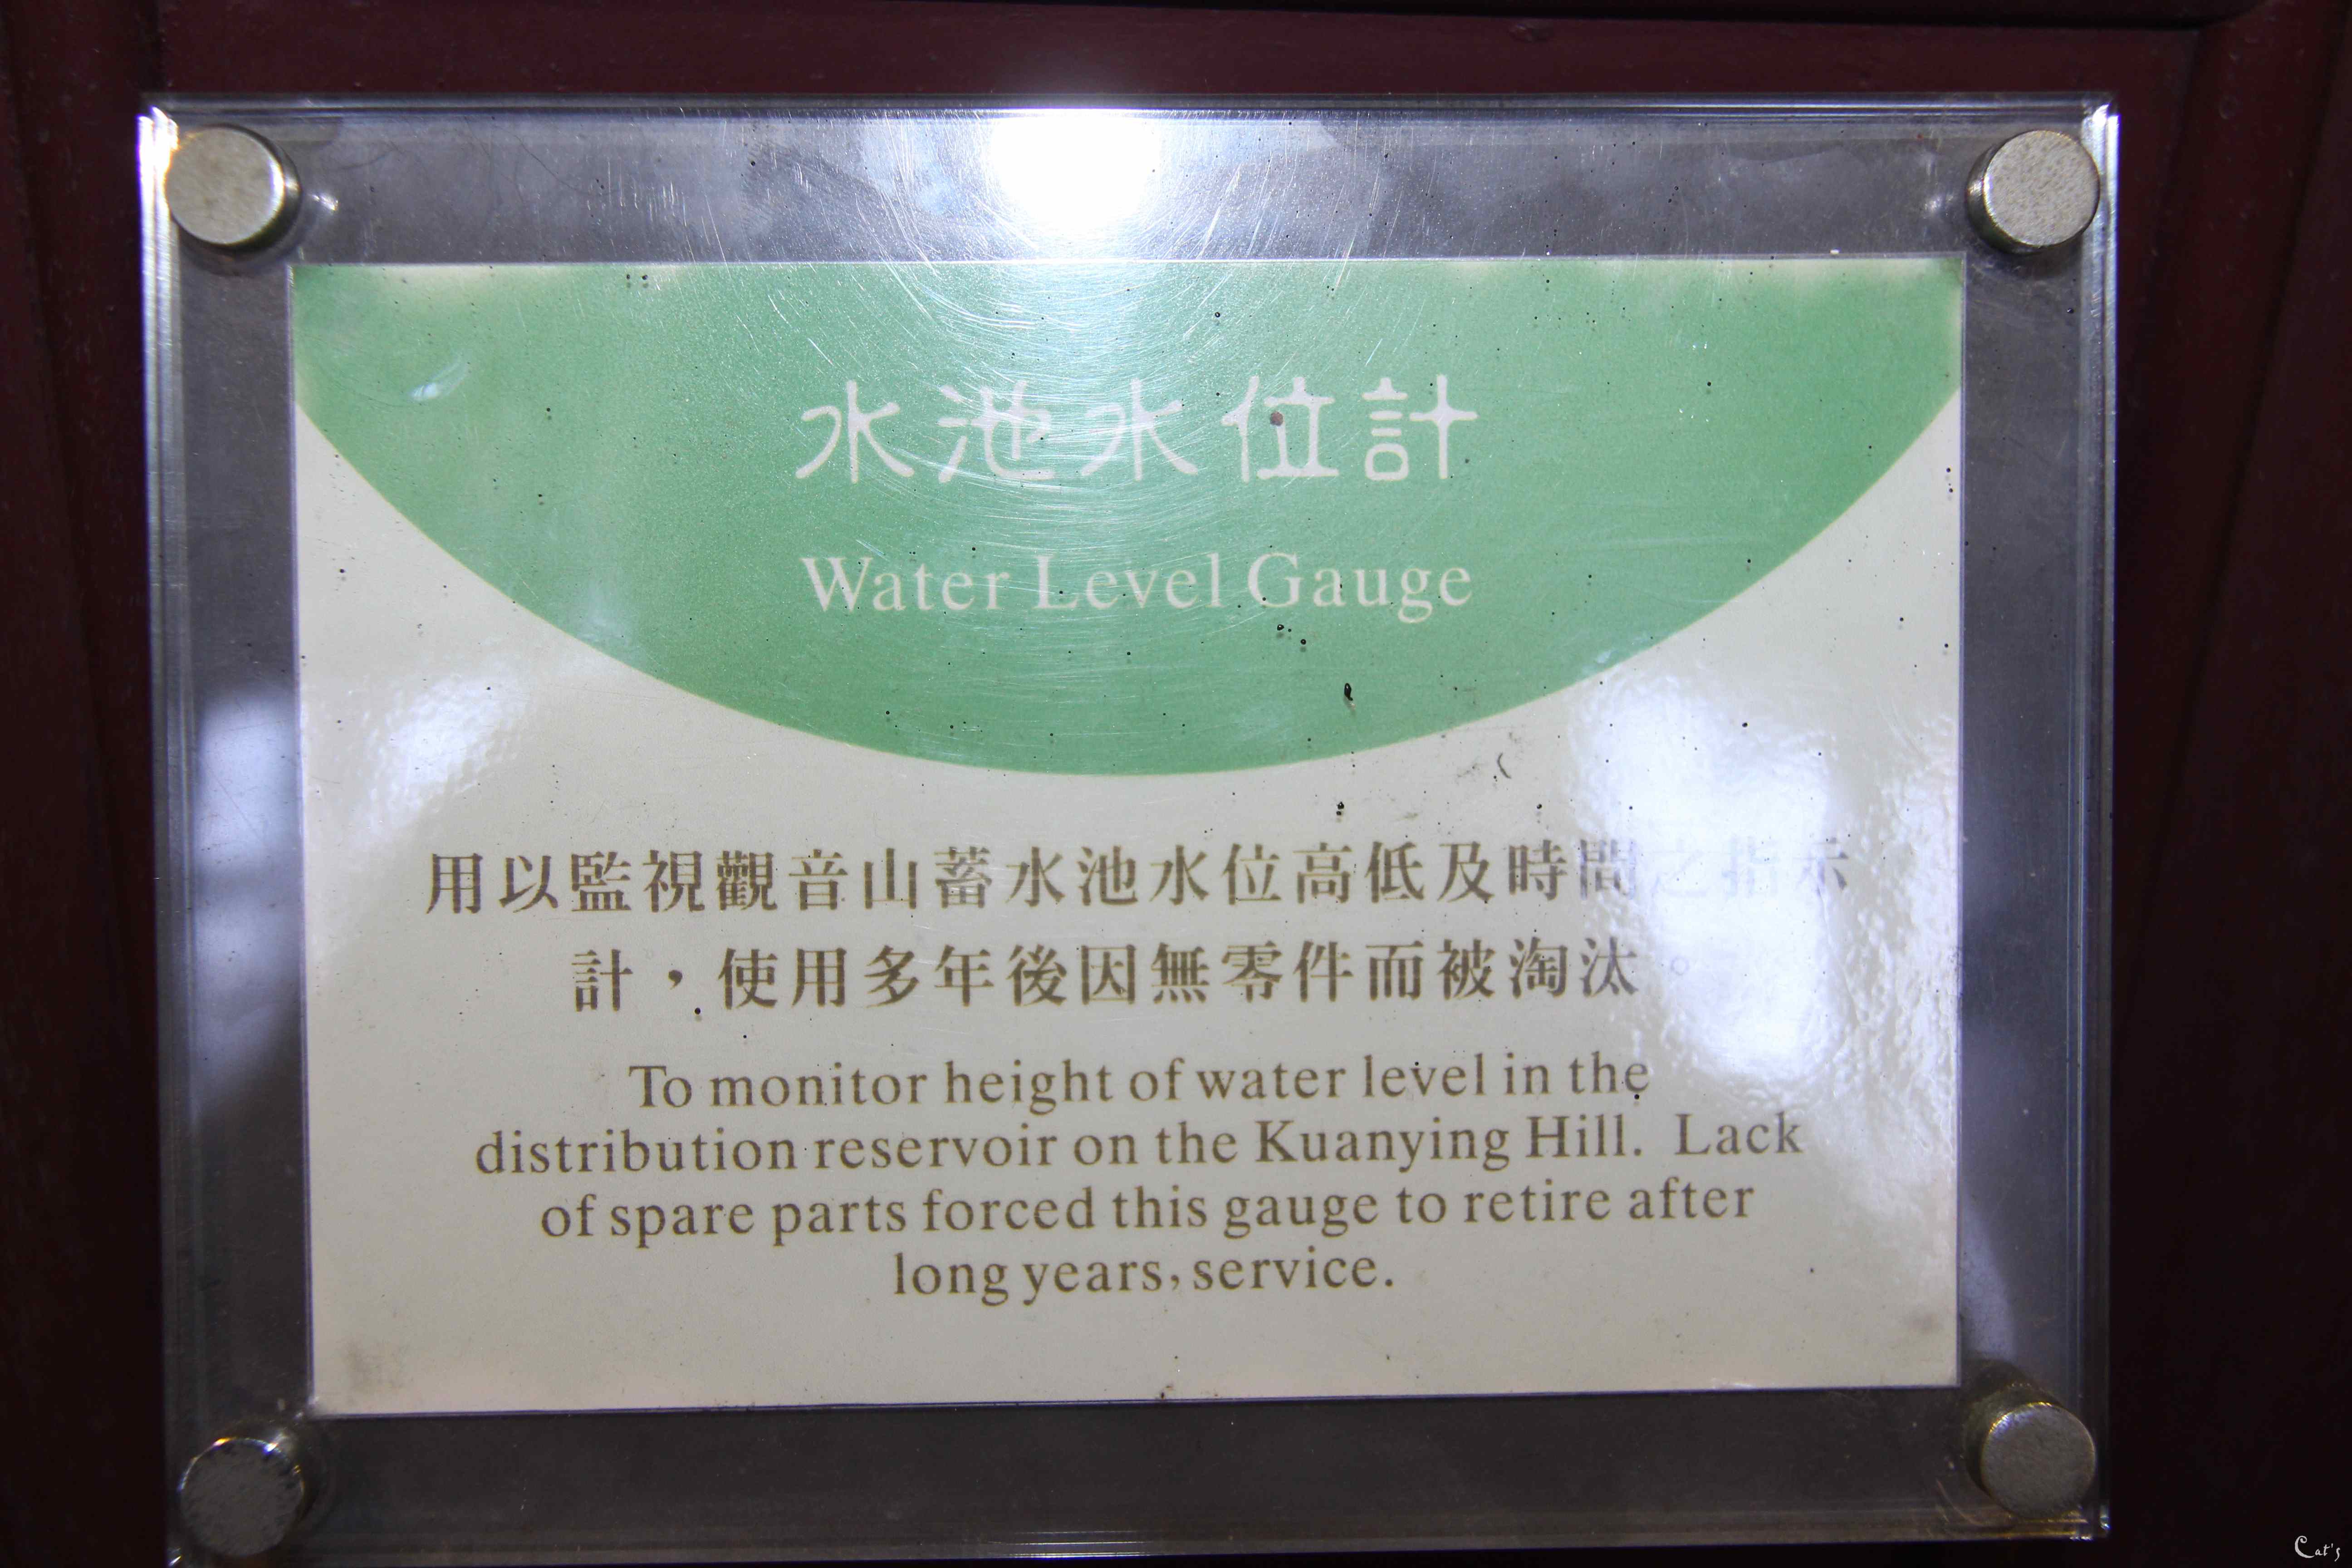 水池水位計
Water Level Gauge
用以監視觀音山蓄水池水位高低及時間之指示
計，使用多年後因無零件而被淘汰。
To monitor height of water level in the
distribution reservoir on the Kuanying Hill. Lack
of spare parts forced this gauge to retire after
long years, service.
Cat's